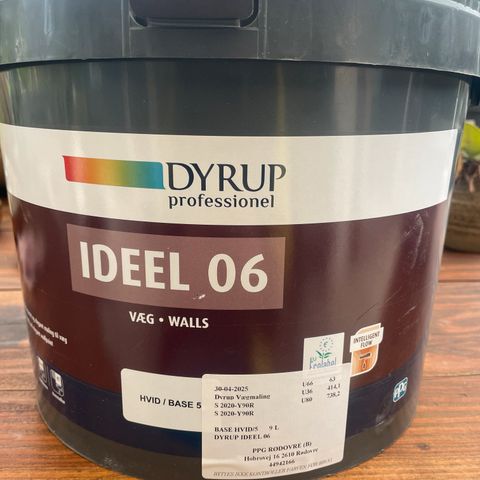 DYRUP
professionel
IDEEL 06
VÆG • WALLS
INTELLIGENT
FLOW
HVID / BASE 5
30-04-2025
Dyrup Vægmaling
S 2020-Y90R
S 2020-Y90R
U66 63
U36 414,1
U80 738,2
BASE HVID/5 9 L
DYRUP IDEEL 06
PPG RØDOVRE (B)
Hobrovej 16 2610 Rødovre
44942166